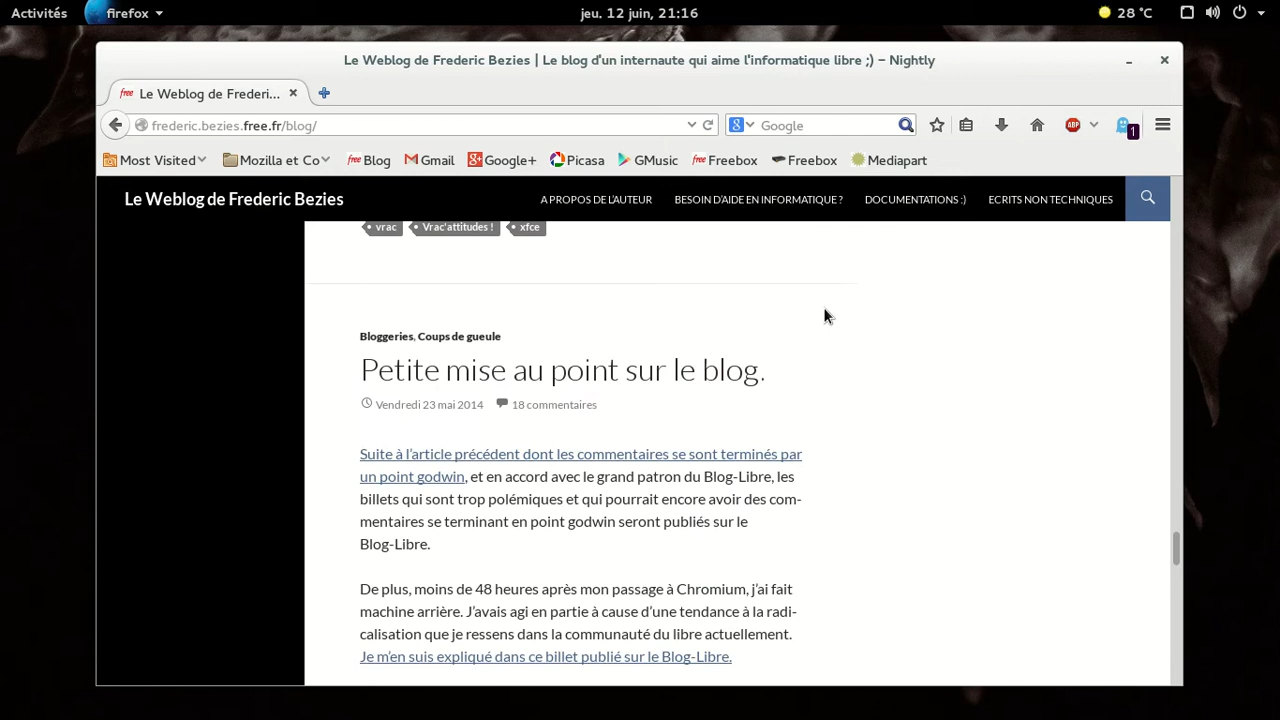 Activités firefox jeu. 12 juin, 21:16 28 °C
Le Weblog de Frederic Bezies | Le blog d'un internaute qui aime l'informatique libre ;) – Nightly
free Le Weblog de Frederi...
frederic.bezies.free.fr/blog/ Google ABP 1
Most Visited Mozilla et Co free Blog Gmail Google+ Picasa GMusic free Freebox Freebox Mediapart
Le Weblog de Frederic Bezies A PROPOS DE L'AUTEUR BESOIN D'AIDE EN INFORMATIQUE ? DOCUMENTATIONS :) ECRITS NON TECHNIQUES
vrac Vrac'attitudes ! xfce
Bloggeries, Coups de gueule
Petite mise au point sur le blog.
Vendredi 23 mai 2014 18 commentaires
Suite à l'article précédent dont les commentaires se sont terminés par
un point godwin, et en accord avec le grand patron du Blog-Libre, les
billets qui sont trop polémiques et qui pourrait encore avoir des com-
mentaires se terminant en point godwin seront publiés sur le
Blog-Libre.
De plus, moins de 48 heures après mon passage à Chromium, j'ai fait
machine arrière. J'avais agi en partie à cause d'une tendance à la radi-
calisation que je ressens dans la communauté du libre actuellement.
Je m'en suis expliqué dans ce billet publié sur le Blog-Libre.